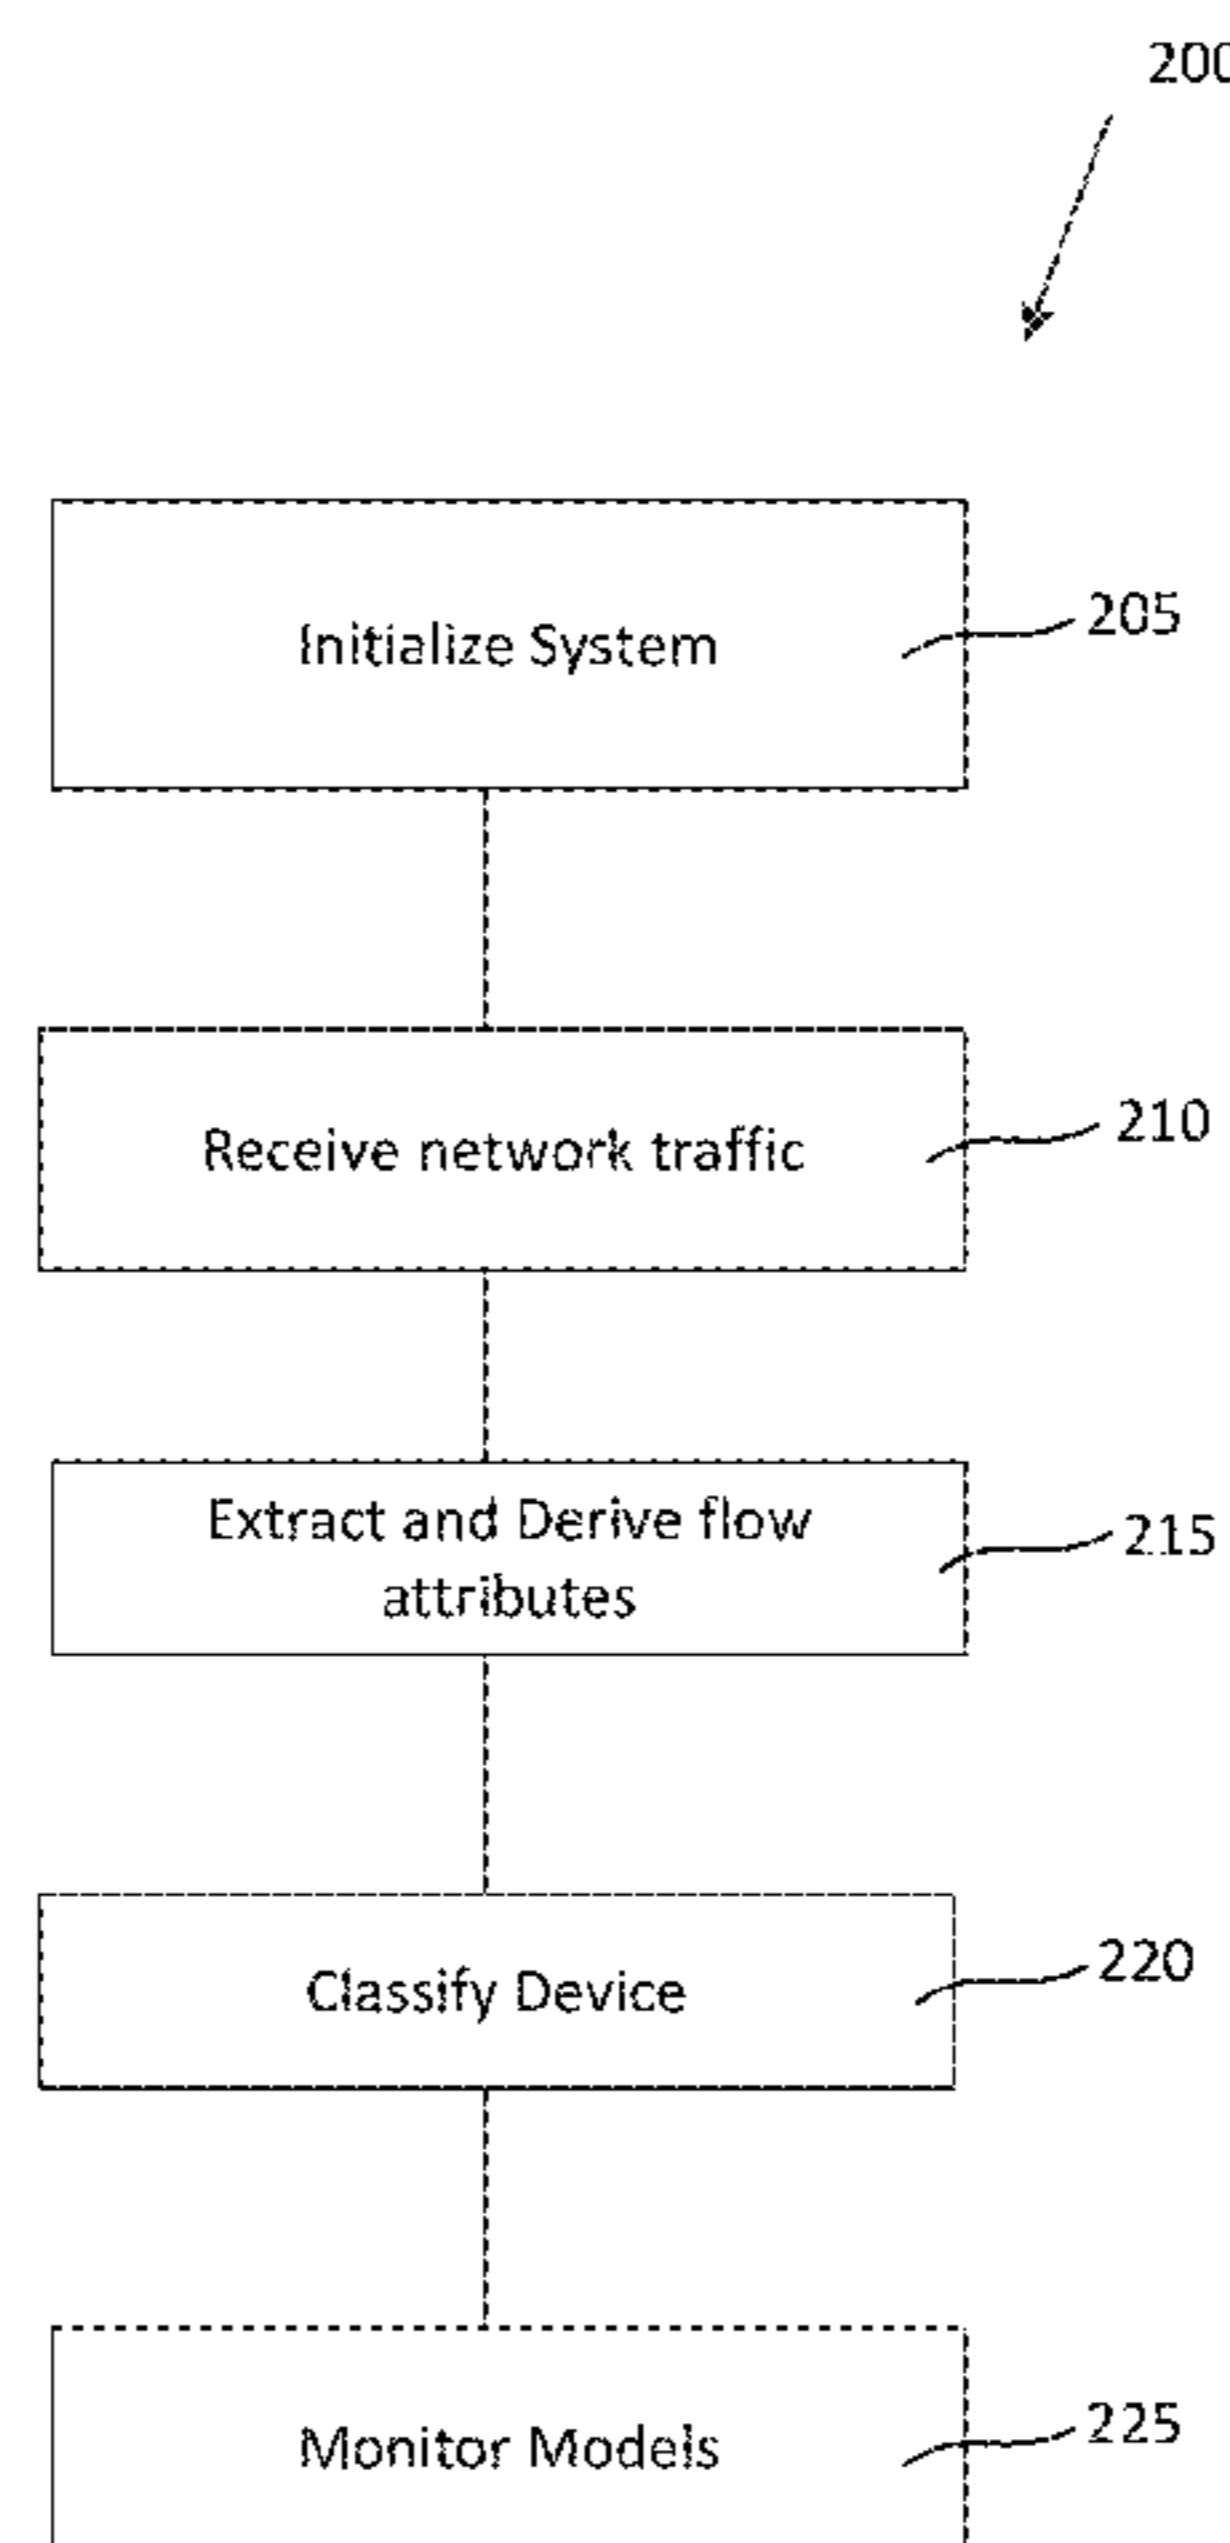 200
Initialize System
205
Receive network traffic
210
Extract and Derive flow
attributes
215
Classify Device
220
Monitor Models
225